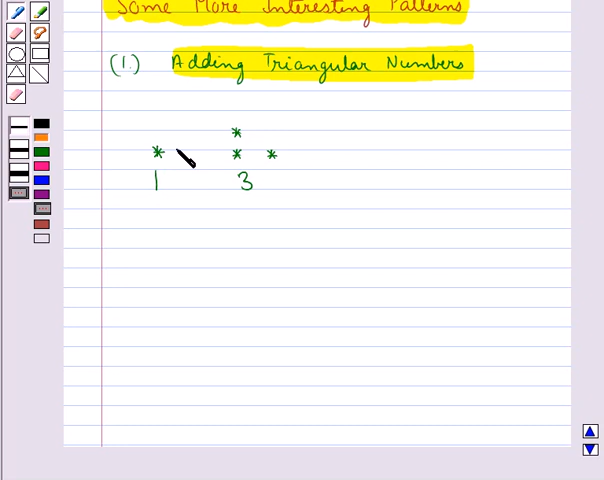 Some More Interesting Patterns
(1.) Adding Triangular Numbers
*
* * *
1 3